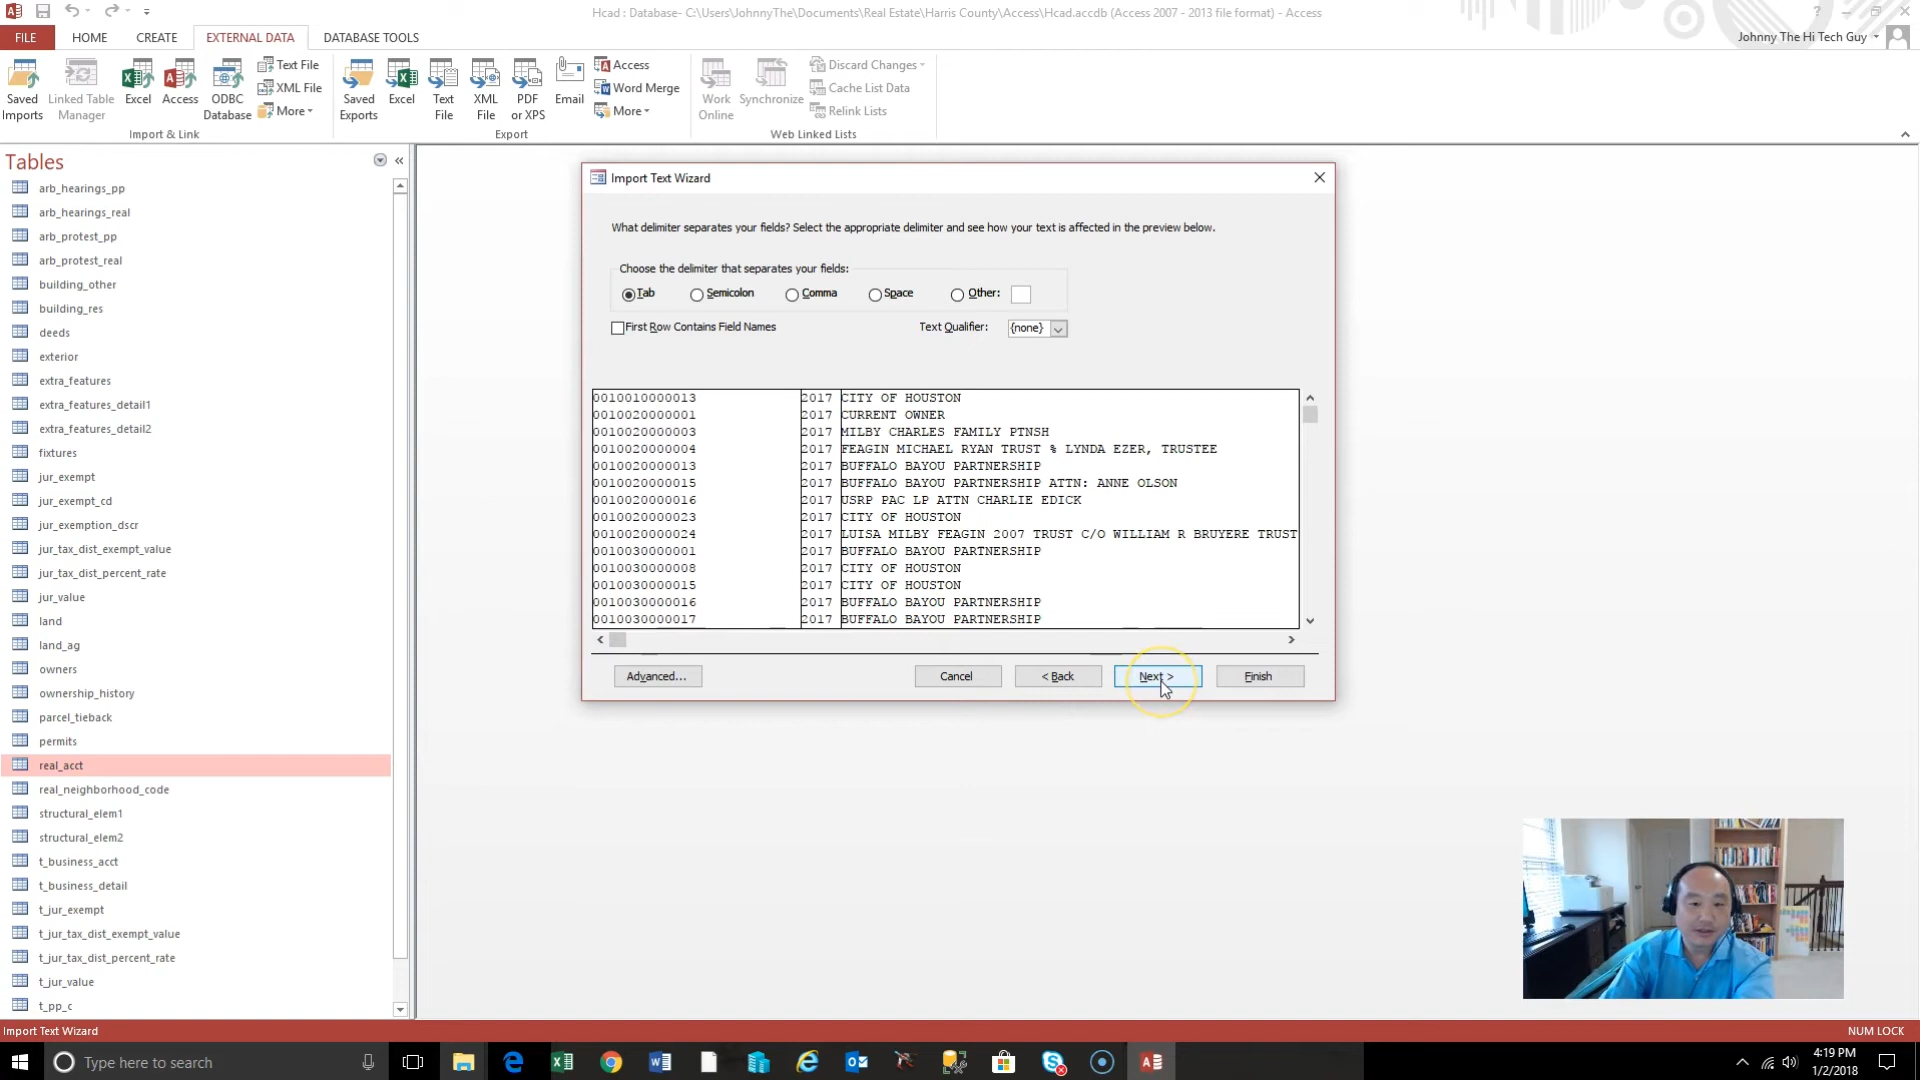 Hcad : Database- C:\Users\JohnnyThe\Documents\Real Estate\Harris County\Access\Hcad.accdb (Access 2007 - 2013 file format) - Access
FILE HOME CREATE EXTERNAL DATA DATABASE TOOLS
Johnny The Hi Tech Guy
Saved Imports
Linked Table Manager
Excel
Access
ODBC Database
Text File
XML File
More
Import & Link
Saved Exports
Excel
Text File
XML File
PDF or XPS
Email
Access
Word Merge
More
Export
Work Online
Synchronize
Discard Changes
Cache List Data
Relink Lists
Web Linked Lists
Tables
arb_hearings_pp
arb_hearings_real
arb_protest_pp
arb_protest_real
building_other
building_res
deeds
exterior
extra_features
extra_features_detail1
extra_features_detail2
fixtures
jur_exempt
jur_exempt_cd
jur_exemption_dscr
jur_tax_dist_exempt_value
jur_tax_dist_percent_rate
jur_value
land
land_ag
owners
ownership_history
parcel_tieback
permits
real_acct
real_neighborhood_code
structural_elem1
structural_elem2
t_business_acct
t_business_detail
t_jur_exempt
t_jur_tax_dist_exempt_value
t_jur_tax_dist_percent_rate
t_jur_value
t_pp_c
Import Text Wizard
What delimiter separates your fields? Select the appropriate delimiter and see how your text is affected in the preview below.
Choose the delimiter that separates your fields:
Tab Semicolon Comma Space Other:
First Row Contains Field Names Text Qualifier: {none}
0010010000013 2017 CITY OF HOUSTON
0010020000001 2017 CURRENT OWNER
0010020000003 2017 MILBY CHARLES FAMILY PTNSH
0010020000004 2017 FEAGIN MICHAEL RYAN TRUST % LYNDA EZER, TRUSTEE
0010020000013 2017 BUFFALO BAYOU PARTNERSHIP
0010020000015 2017 BUFFALO BAYOU PARTNERSHIP ATTN: ANNE OLSON
0010020000016 2017 USRP PAC LP ATTN CHARLIE EDICK
0010020000023 2017 CITY OF HOUSTON
0010020000024 2017 LUISA MILBY FEAGIN 2007 TRUST C/O WILLIAM R BRUYERE TRUST
0010030000001 2017 BUFFALO BAYOU PARTNERSHIP
0010030000008 2017 CITY OF HOUSTON
0010030000015 2017 CITY OF HOUSTON
0010030000016 2017 BUFFALO BAYOU PARTNERSHIP
0010030000017 2017 BUFFALO BAYOU PARTNERSHIP
Advanced... Cancel < Back Next > Finish
Import Text Wizard
NUM LOCK
Type here to search
4:19 PM
1/2/2018